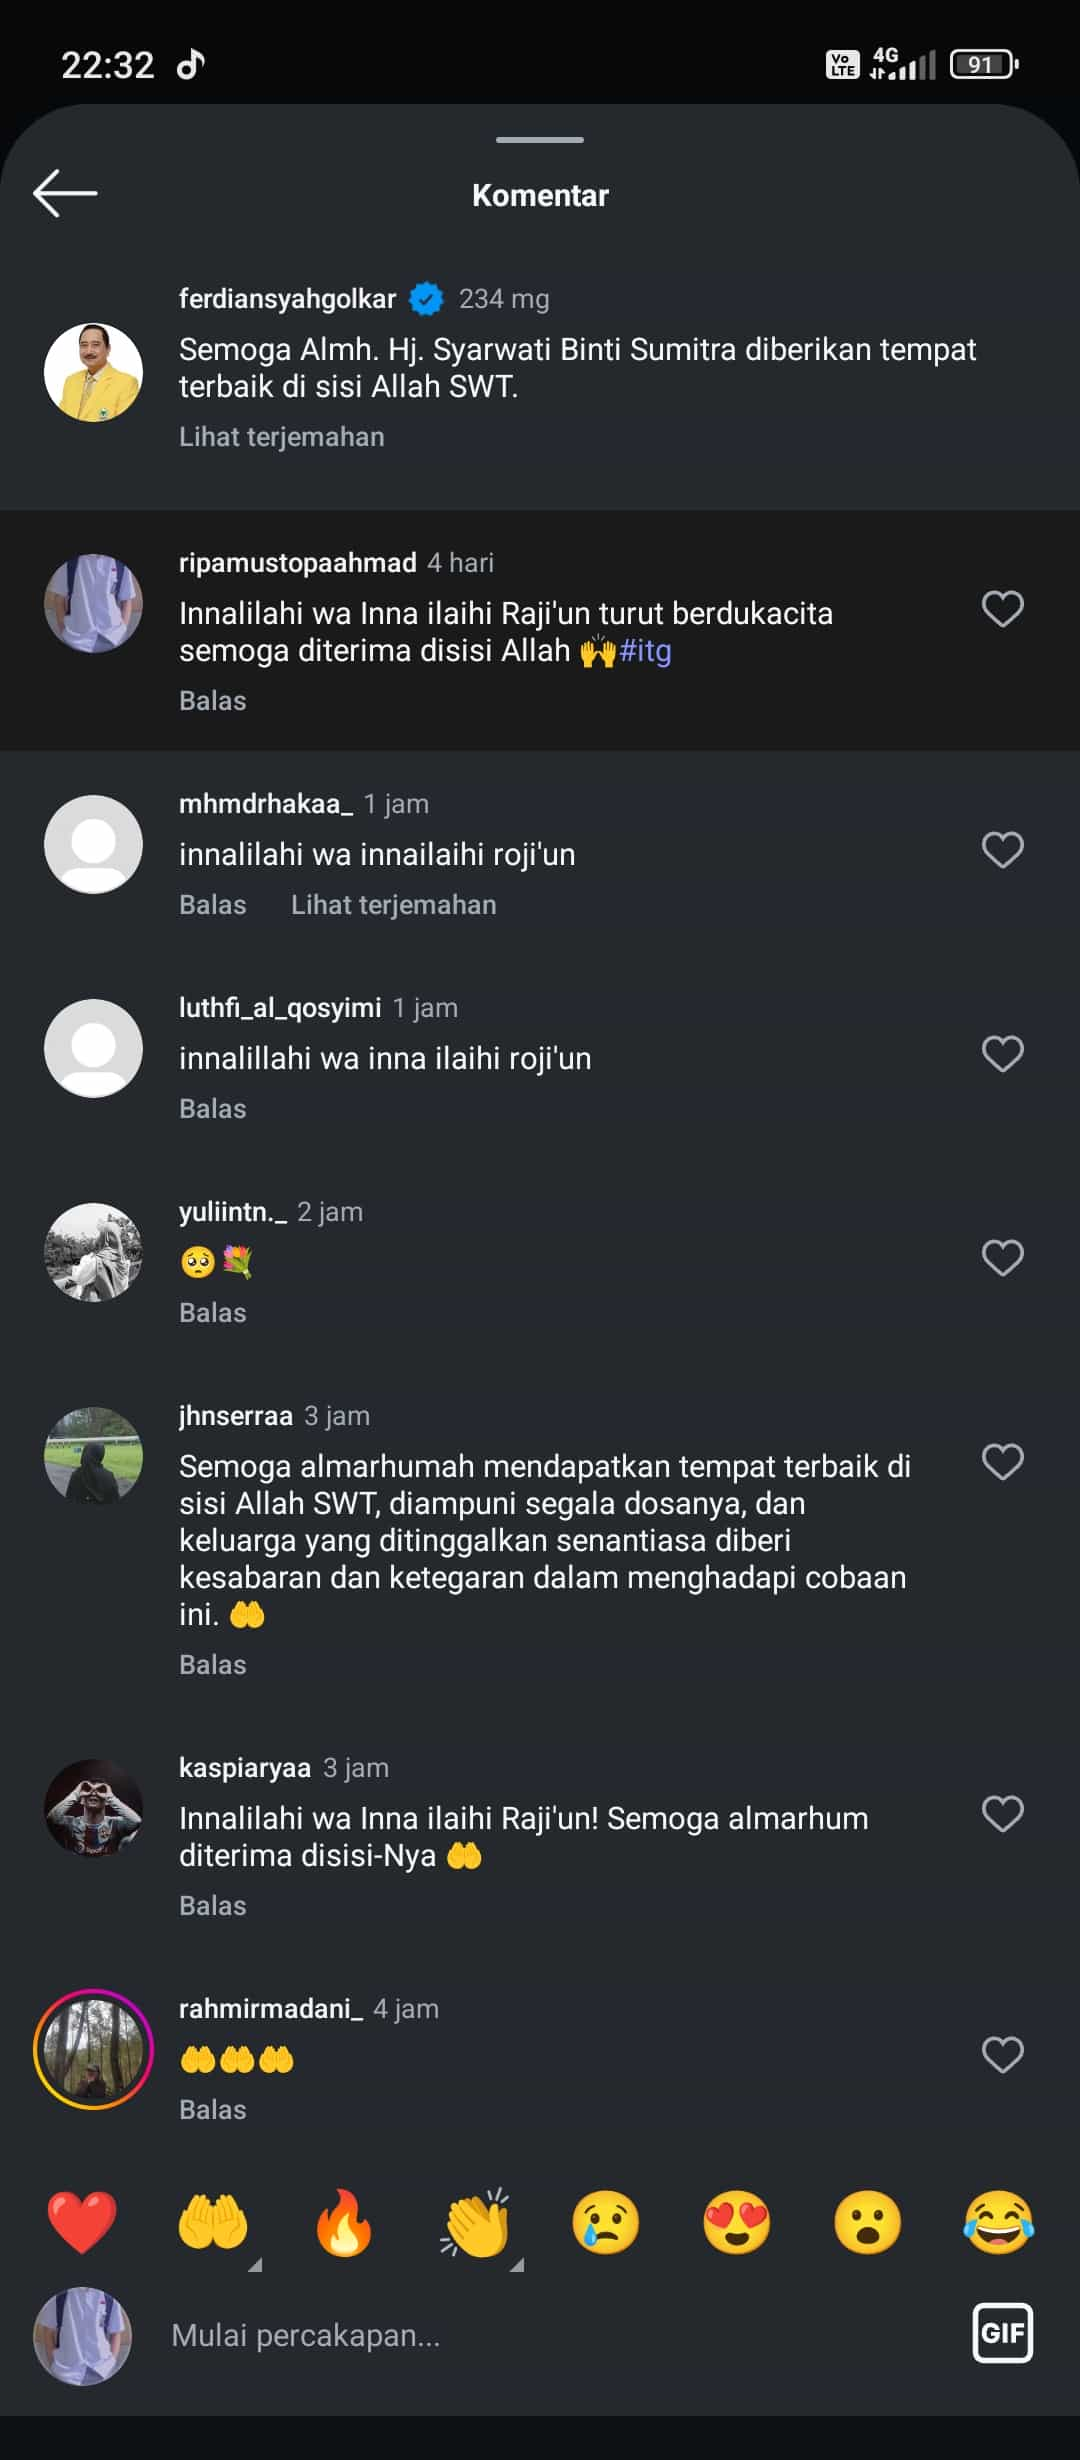 22:32
Vo LTE 4G 91
Komentar
ferdiansyahgolkar 234 mg
Semoga Almh. Hj. Syarwati Binti Sumitra diberikan tempat
terbaik di sisi Allah SWT.
Lihat terjemahan
ripamustopaahmad 4 hari
Innalilahi wa Inna ilaihi Raji'un turut berdukacita
semoga diterima disisi Allah 🙌#itg
Balas
mhmdrhakaa_ 1 jam
innalilahi wa innailaihi roji'un
Balas Lihat terjemahan
luthfi_al_qosyimi 1 jam
innalillahi wa inna ilaihi roji'un
Balas
yuliintn._ 2 jam
🥺💐
Balas
jhnserraa 3 jam
Semoga almarhumah mendapatkan tempat terbaik di
sisi Allah SWT, diampuni segala dosanya, dan
keluarga yang ditinggalkan senantiasa diberi
kesabaran dan ketegaran dalam menghadapi cobaan
ini. 🤲
Balas
kaspiaryaa 3 jam
Innalilahi wa Inna ilaihi Raji'un! Semoga almarhum
diterima disisi-Nya 🤲
Balas
rahmirmadani_ 4 jam
🤲🤲🤲
Balas
❤️🤲🔥👏😢😍😮😂
Mulai percakapan...
GIF